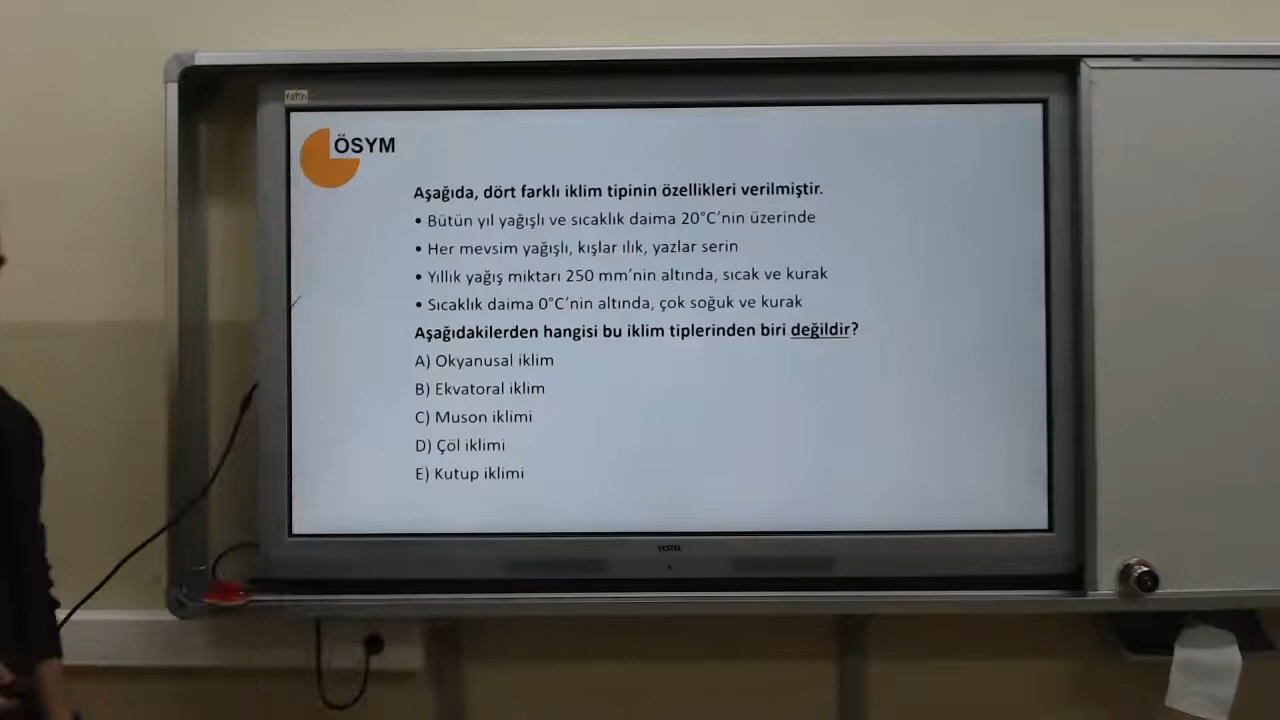 fatih
ÖSYM
Aşağıda, dört farklı iklim tipinin özellikleri verilmiştir.
• Bütün yıl yağışlı ve sıcaklık daima 20°C’nin üzerinde
• Her mevsim yağışlı, kışlar ılık, yazlar serin
• Yıllık yağış miktarı 250 mm’nin altında, sıcak ve kurak
• Sıcaklık daima 0°C’nin altında, çok soğuk ve kurak
Aşağıdakilerden hangisi bu iklim tiplerinden biri değildir?
A) Okyanusal iklim
B) Ekvatoral iklim
C) Muson iklimi
D) Çöl iklimi
E) Kutup iklimi
VESTEL